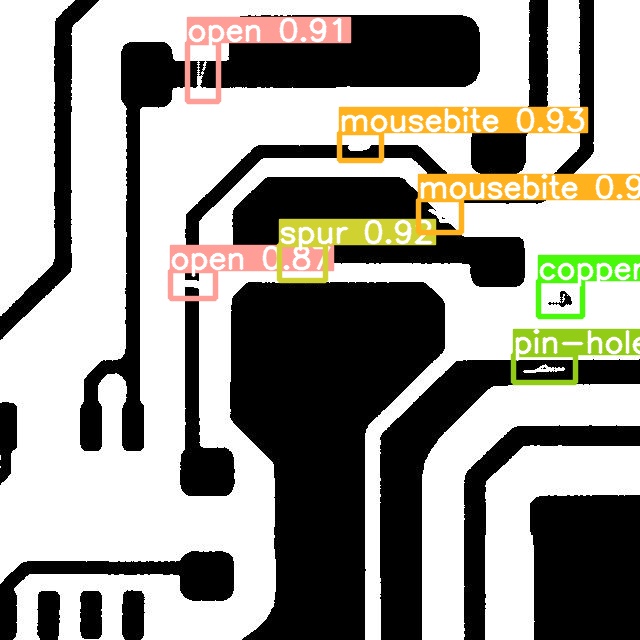 open 0.91
mousebite 0.93
mousebite 0.9
spur 0.92
open 0.87
copper
pin-hole